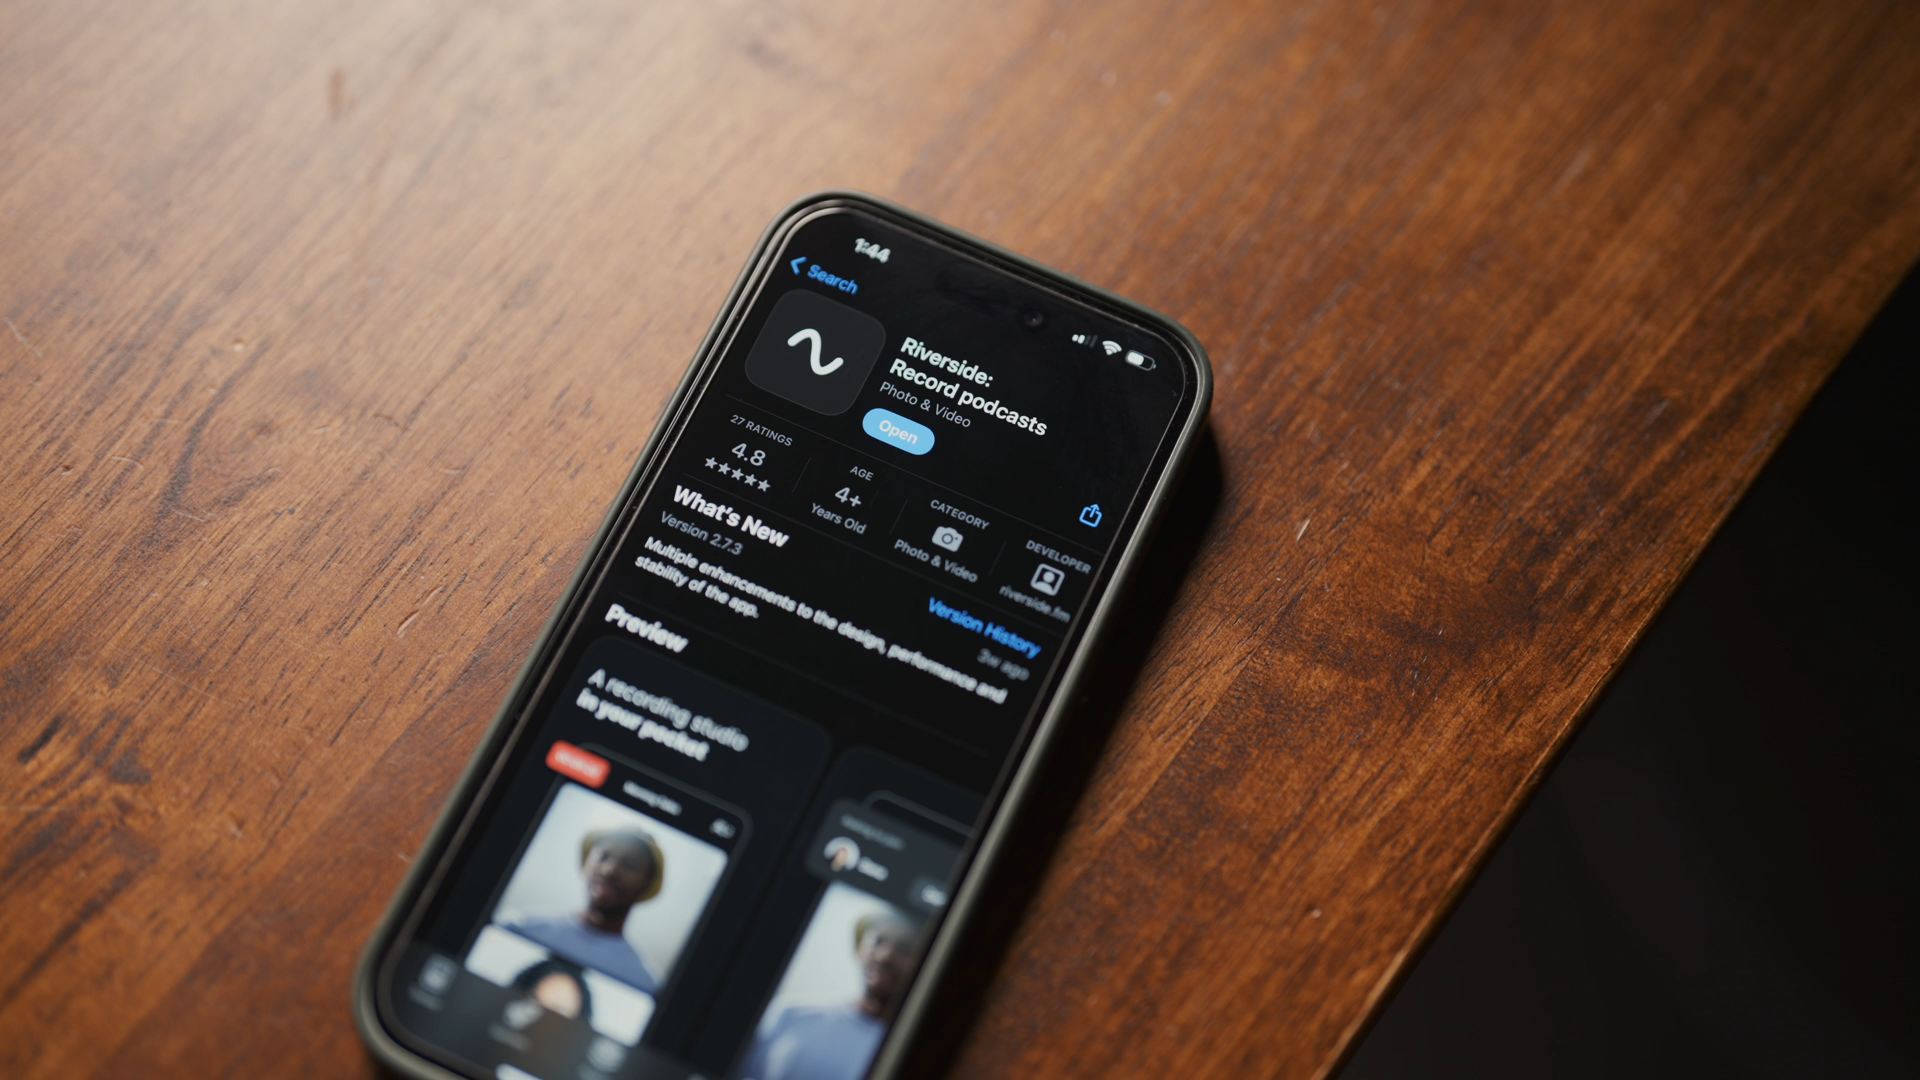 1:44
Search
Riverside:
Record podcasts
Photo & Video
Open
27 RATINGS
4.8
AGE
4+
Years Old
CATEGORY
Photo & Video
DEVELOPER
riverside.fm
What's New
Version 2.7.3
Version History
3w ago
Multiple enhancements to the design, performance and
stability of the app.
Preview
A recording studio
in your pocket